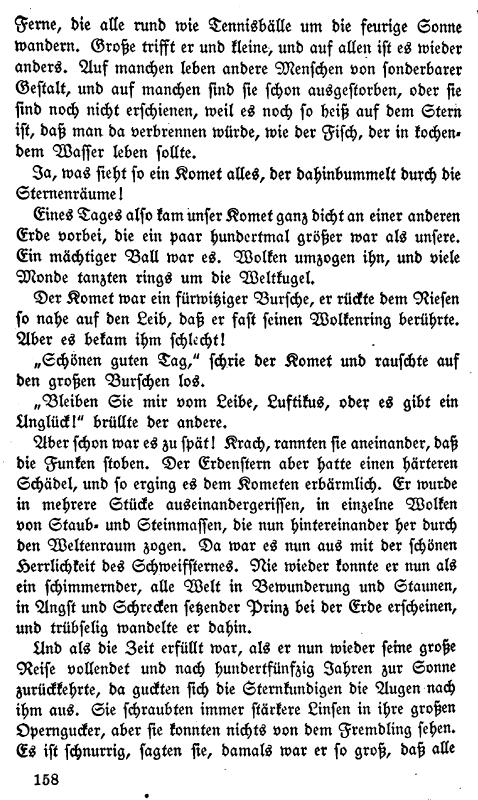 Ferne, die alle rund wie Tennisbälle um die feurige Sonne
wandern. Große trifft er und kleine, und auf allen ist es wieder
anders. Auf manchen leben andere Menschen von sonderbarer
Gestalt, und auf manchen sind sie schon ausgestorben, oder sie
sind noch nicht erschienen, weil es noch so heiß auf dem Stern
ist, daß man da verbrennen würde, wie der Fisch, der in kochen-
dem Wasser leben sollte.
Ja, was sieht so ein Komet alles, der dahinbummelt durch die
Sternenräume!
Eines Tages also kam unser Komet ganz dicht an einer anderen
Erde vorbei, die ein paar hundertmal größer war als unsere.
Ein mächtiger Ball war es. Wolken umzogen ihn, und viele
Monde tanzten rings um die Weltkugel.
Der Komet war ein fürwitziger Bursche, er rückte dem Riesen
so nahe auf den Leib, daß er fast seinen Wolkenring berührte.
Aber es bekam ihm schlecht!
„Schönen guten Tag,“ schrie der Komet und rauschte auf
den großen Burschen los.
„Bleiben Sie mir vom Leibe, Luftikus, oder es gibt ein
Unglück!“ brüllte der andere.
Aber schon war es zu spät! Krach, rannten sie aneinander, daß
die Funken stoben. Der Erdenstern aber hatte einen härteren
Schädel, und so erging es dem Kometen erbärmlich. Er wurde
in mehrere Stücke auseinandergerissen, in einzelne Wolken
von Staub- und Steinmassen, die nun hintereinander her durch
den Weltenraum zogen. Da war es nun aus mit der schönen
Herrlichkeit des Schweifsternes. Nie wieder konnte er nun als
ein schimmernder, alle Welt in Bewunderung und Staunen,
in Angst und Schrecken setzender Prinz bei der Erde erscheinen,
und trübselig wandelte er dahin.
Und als die Zeit erfüllt war, als er nun wieder seine große
Reise vollendet und nach hundertfünfzig Jahren zur Sonne
zurückkehrte, da guckten sich die Sternkundigen die Augen nach
ihm aus. Sie schraubten immer stärkere Linsen in ihre großen
Operngucker, aber sie konnten nichts von dem Fremdling sehen.
Es ist schnurrig, sagten sie, damals war er so groß, daß alle
158